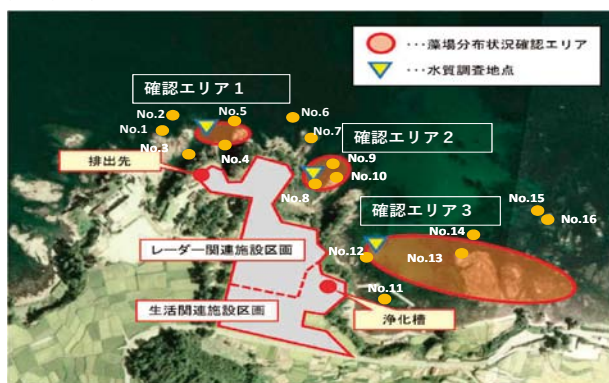 …藻場分布状況確認エリア
…水質調査地点
確認エリア１
No.5
No.6
No.2
No.1
No.7
確認エリア２
No.3
No.4
No.9
排出先
No.10
No.8
確認エリア３
No.15
No.16
No.14
レーダー関連施設区画
No.12
No.13
No.11
生活関連施設区画
浄化槽